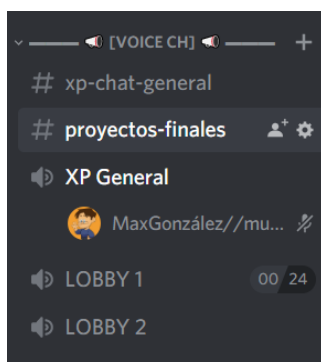 [VOICE CH]
xp-chat-general
proyectos-finales
XP General
MaxGonzález//mu...
LOBBY 1 00 24
LOBBY 2